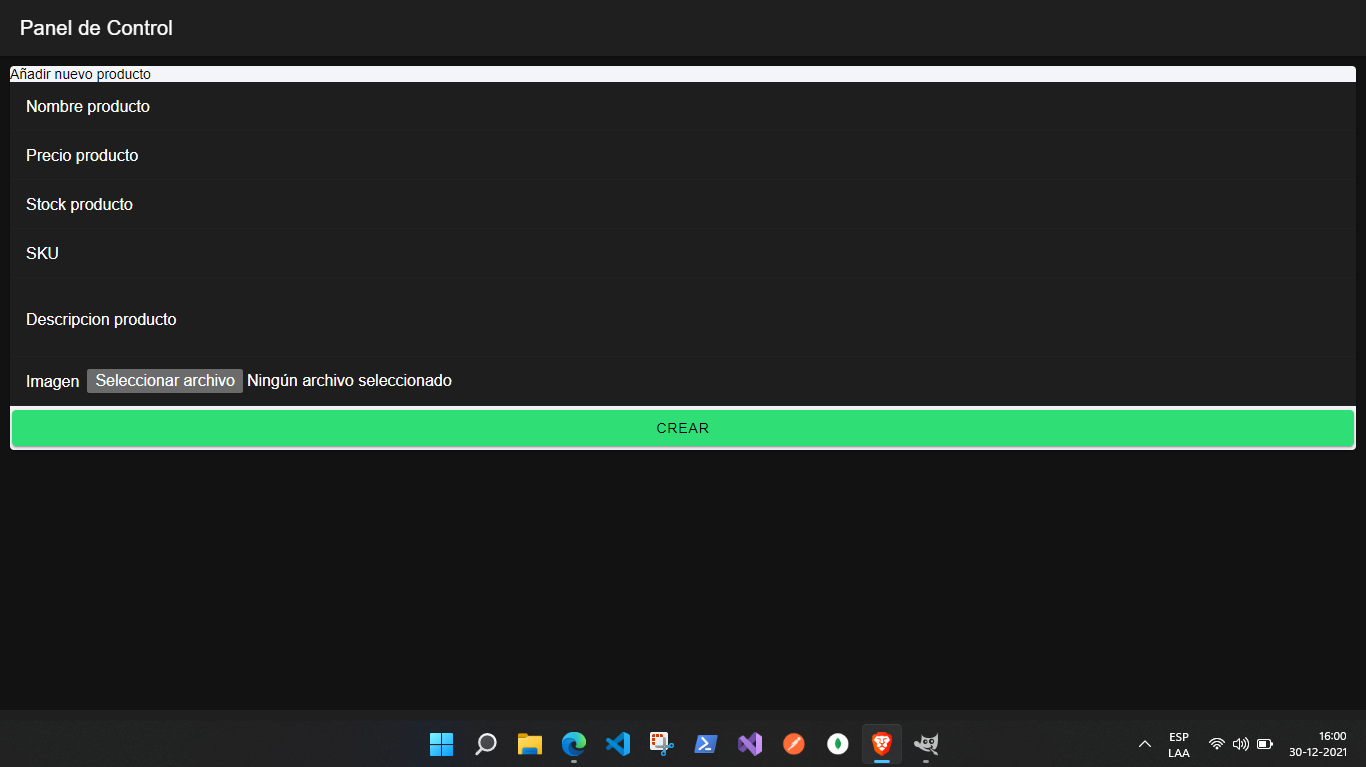 Panel de Control
Añadir nuevo producto
Nombre producto
Precio producto
Stock producto
SKU
Descripcion producto
Imagen Seleccionar archivo Ningún archivo seleccionado
CREAR
ESP
LAA
16:00
30-12-2021